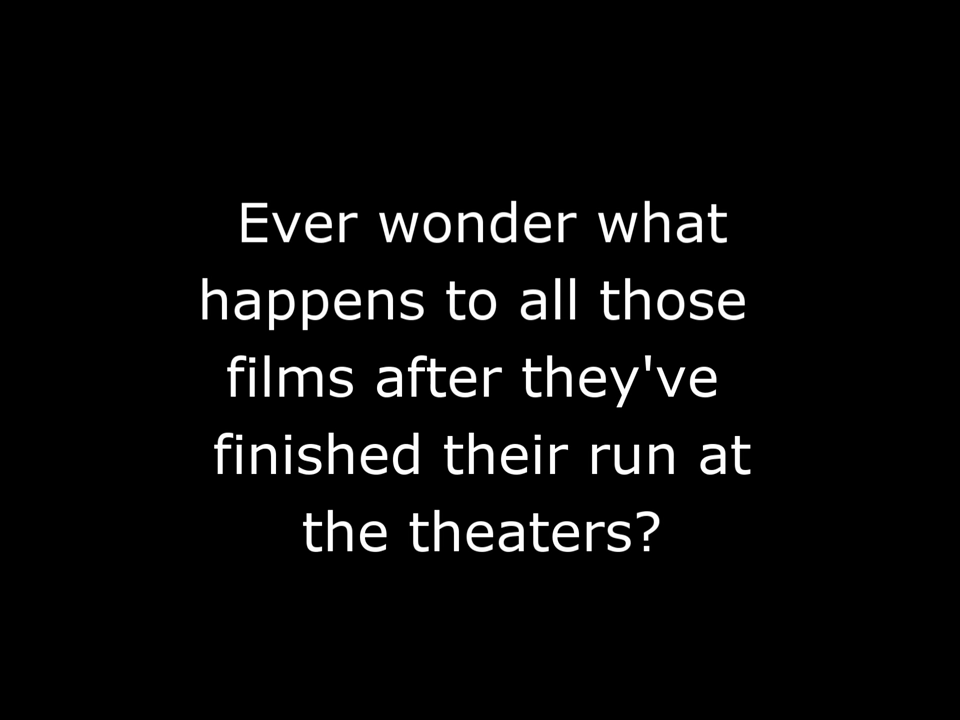 Ever wonder what
happens to all those
films after they've
finished their run at
the theaters?